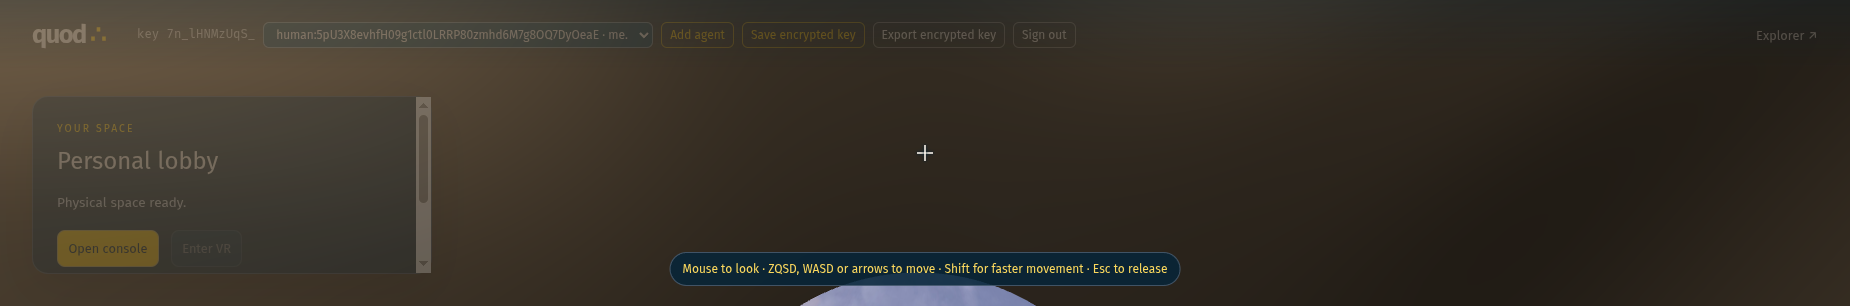 quod
key 7n_lHNMzUqS_
human:5pU3X8evhfH09g1ctl0LRRP80zmhd6M7g8OQ7DyOeaE · me.
Add agent
Save encrypted key
Export encrypted key
Sign out
Explorer ↗
YOUR SPACE
Personal lobby
Physical space ready.
Open console
Enter VR
Mouse to look · ZQSD, WASD or arrows to move · Shift for faster movement · Esc to release